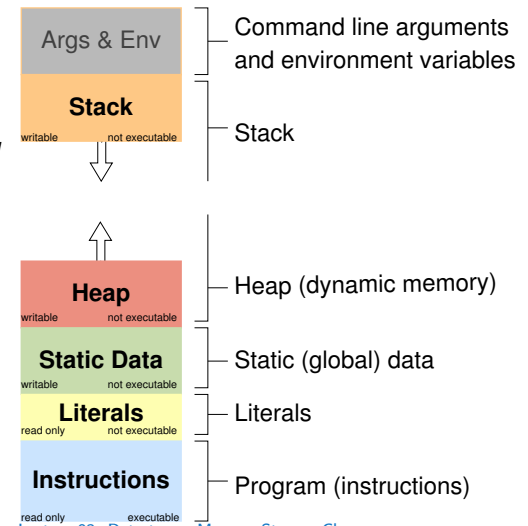 Args & Env
Command line arguments
and environment variables
Stack
writable not executable
Stack
Heap
writable not executable
Heap (dynamic memory)
Static Data
writable not executable
Static (global) data
Literals
read only not executable
Literals
Instructions
read only executable
Program (instructions)